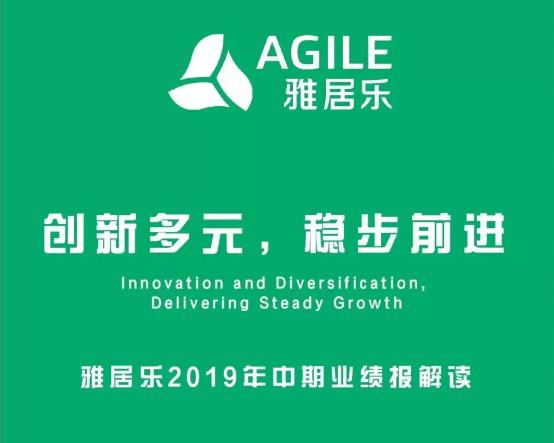 AGILE
雅居乐
创新多元，稳步前进
Innovation and Diversification,
Delivering Steady Growth
雅居乐2019年中期业绩报解读